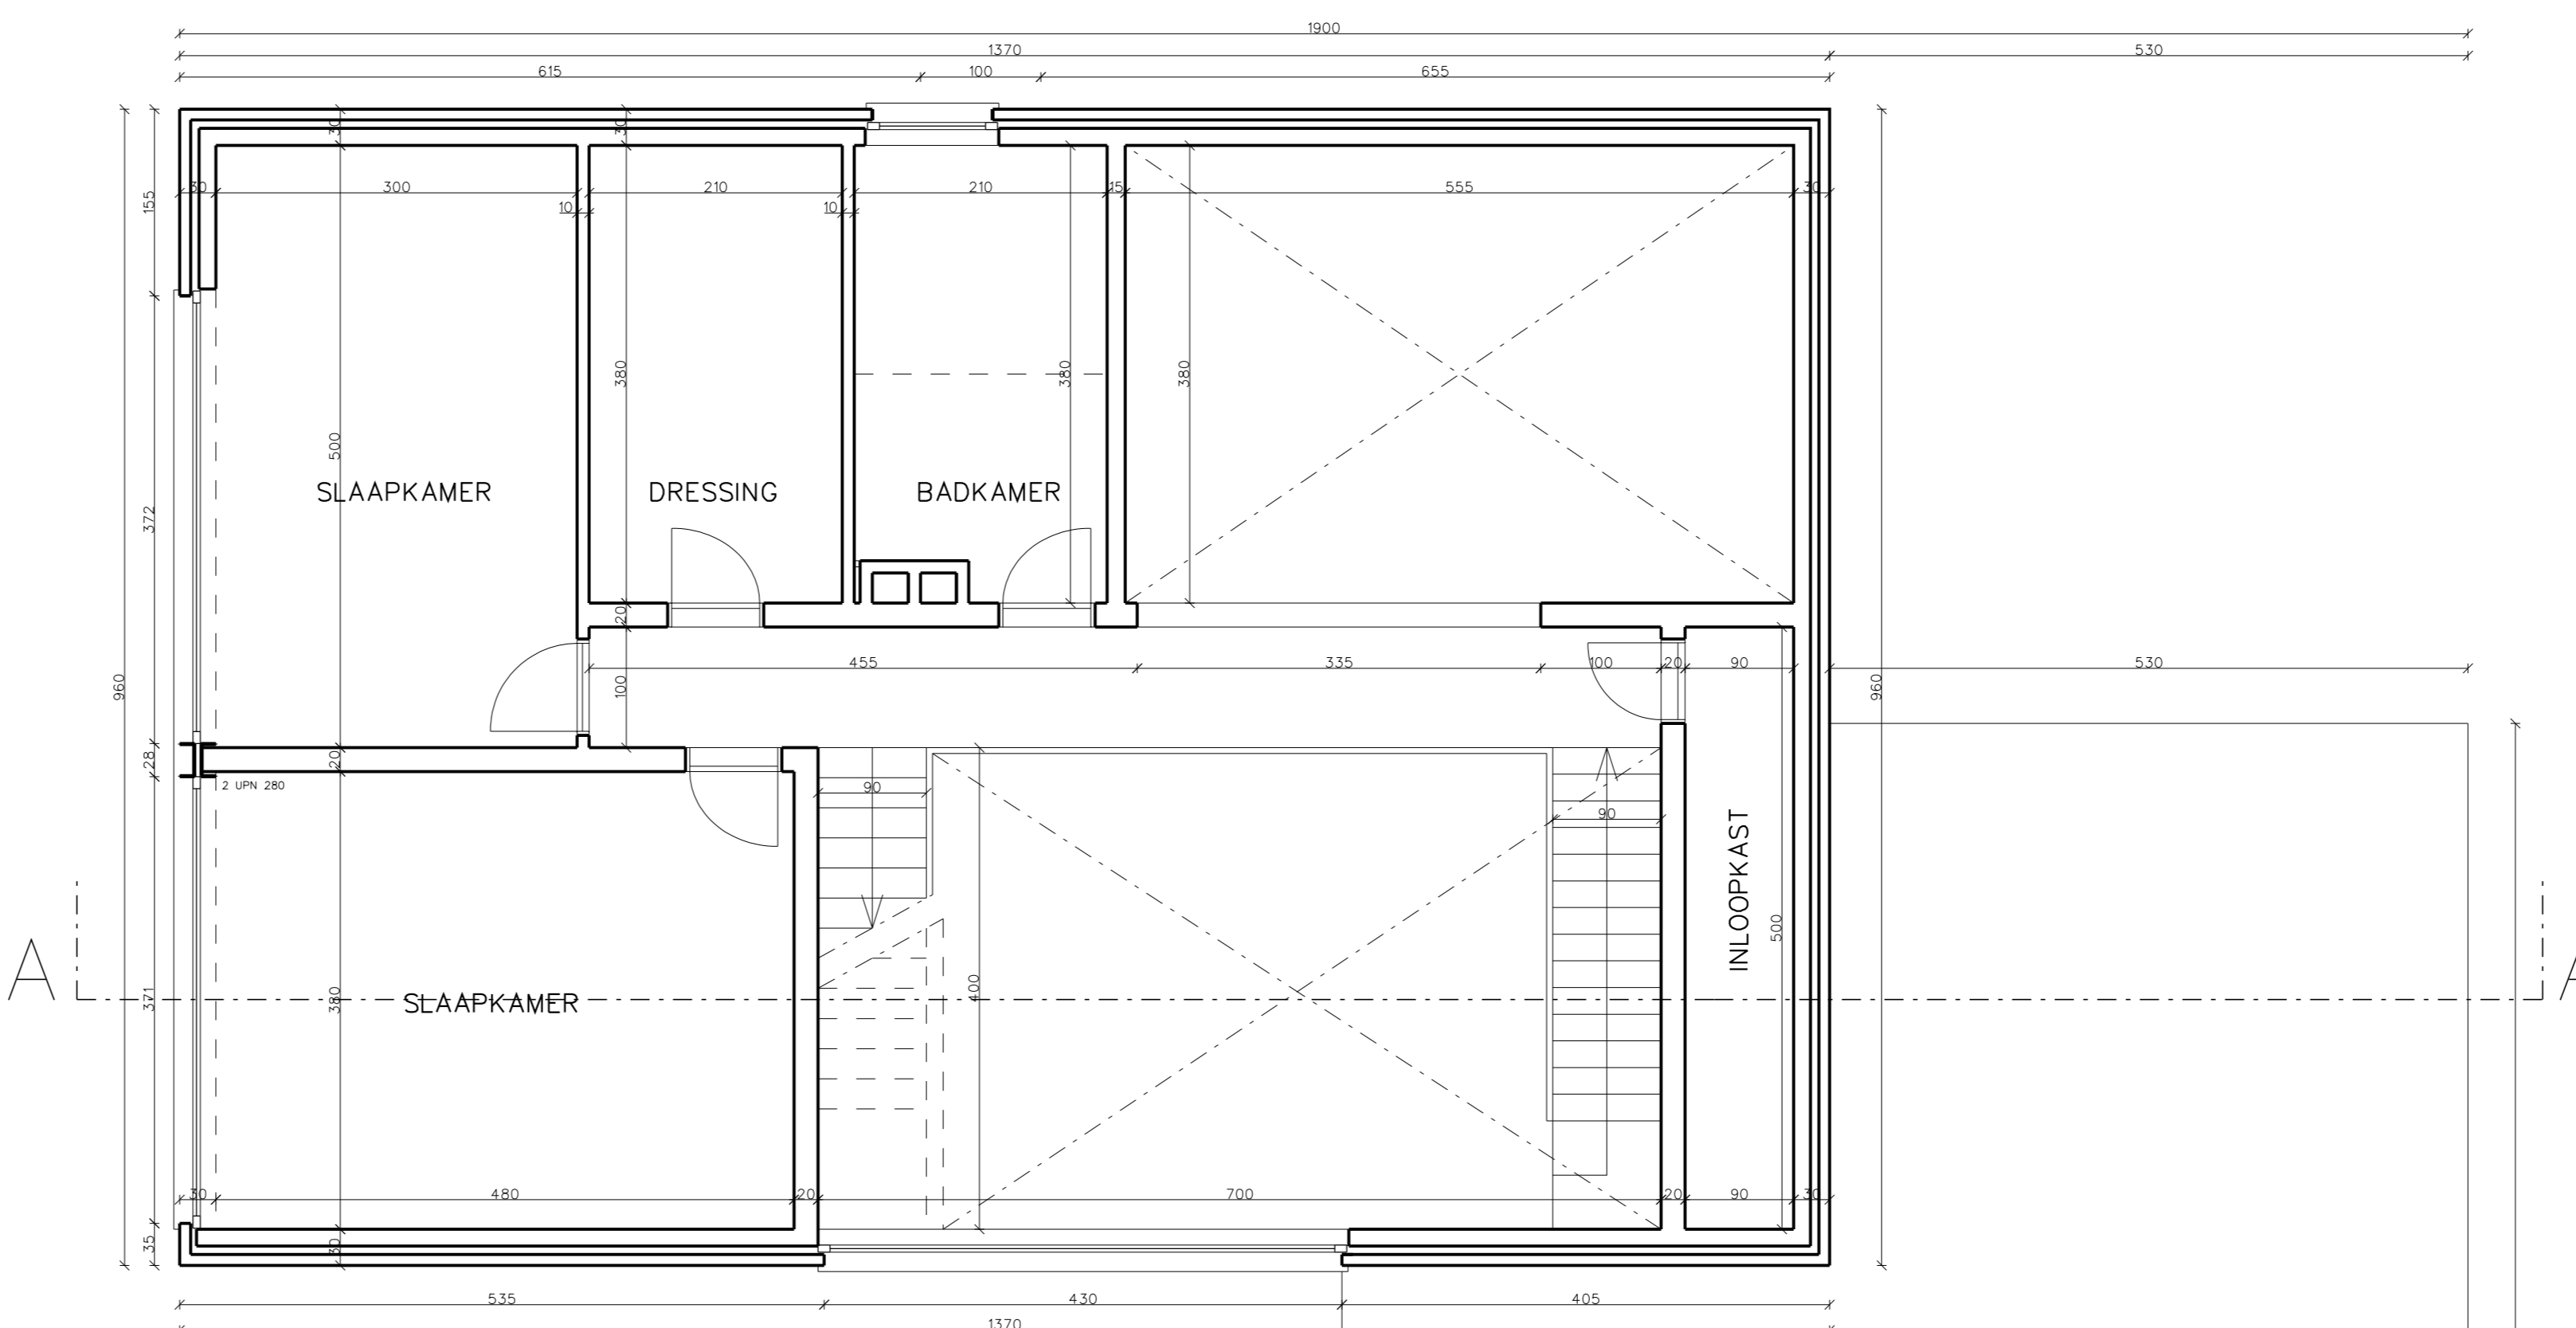 1900
1370 530
615 100 655
30 30
30 300 210 210 15 555 30
10 10
155
380 380 380
500
SLAAPKAMER DRESSING BADKAMER
372
20
455 335 100 20 90 530
960 100 960
28 20
2 UPN 280
90
90
INLOOPKAST
500
400
A 371 380 SLAAPKAMER A
30 480 20 700 20 90 30
35 30
535 430 405
1370